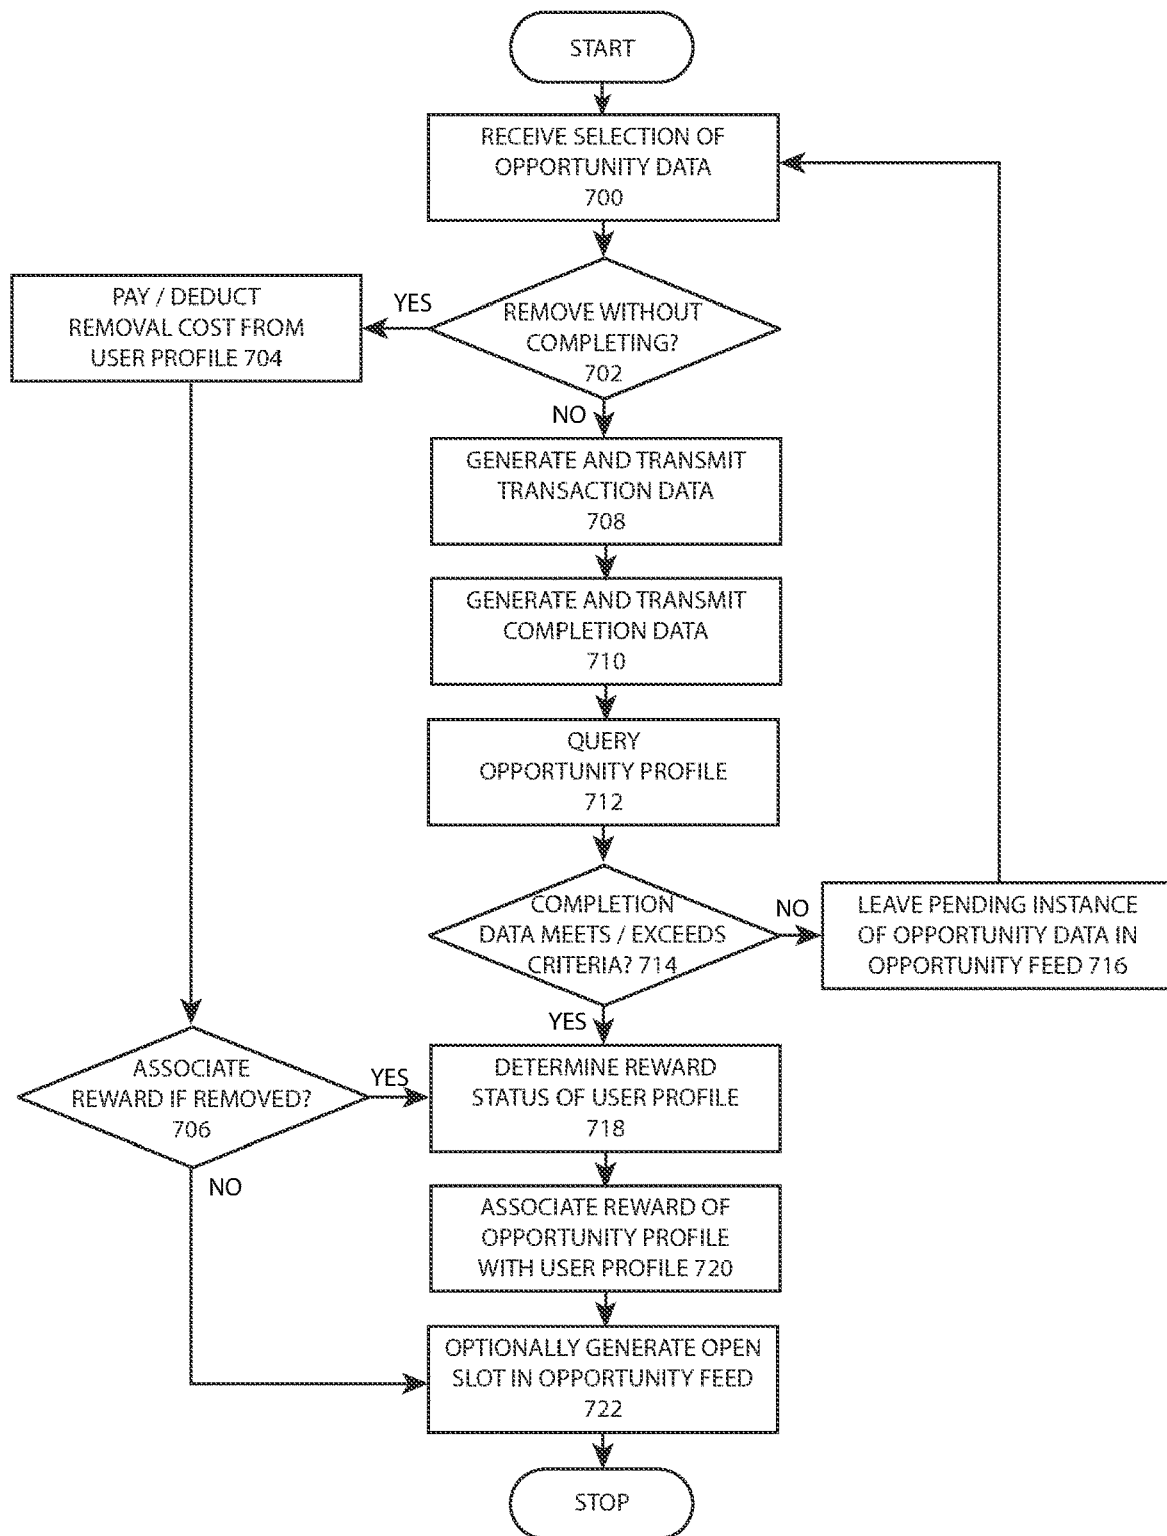 START
RECEIVE SELECTION OF
OPPORTUNITY DATA
700
PAY / DEDUCT
REMOVAL COST FROM
USER PROFILE 704
YES
REMOVE WITHOUT
COMPLETING?
702
NO
GENERATE AND TRANSMIT
TRANSACTION DATA
708
GENERATE AND TRANSMIT
COMPLETION DATA
710
QUERY
OPPORTUNITY PROFILE
712
COMPLETION
DATA MEETS / EXCEEDS
CRITERIA? 714
NO
LEAVE PENDING INSTANCE
OF OPPORTUNITY DATA IN
OPPORTUNITY FEED 716
YES
ASSOCIATE
REWARD IF REMOVED?
706
YES
NO
DETERMINE REWARD
STATUS OF USER PROFILE
718
ASSOCIATE REWARD OF
OPPORTUNITY PROFILE
WITH USER PROFILE 720
OPTIONALLY GENERATE OPEN
SLOT IN OPPORTUNITY FEED
722
STOP